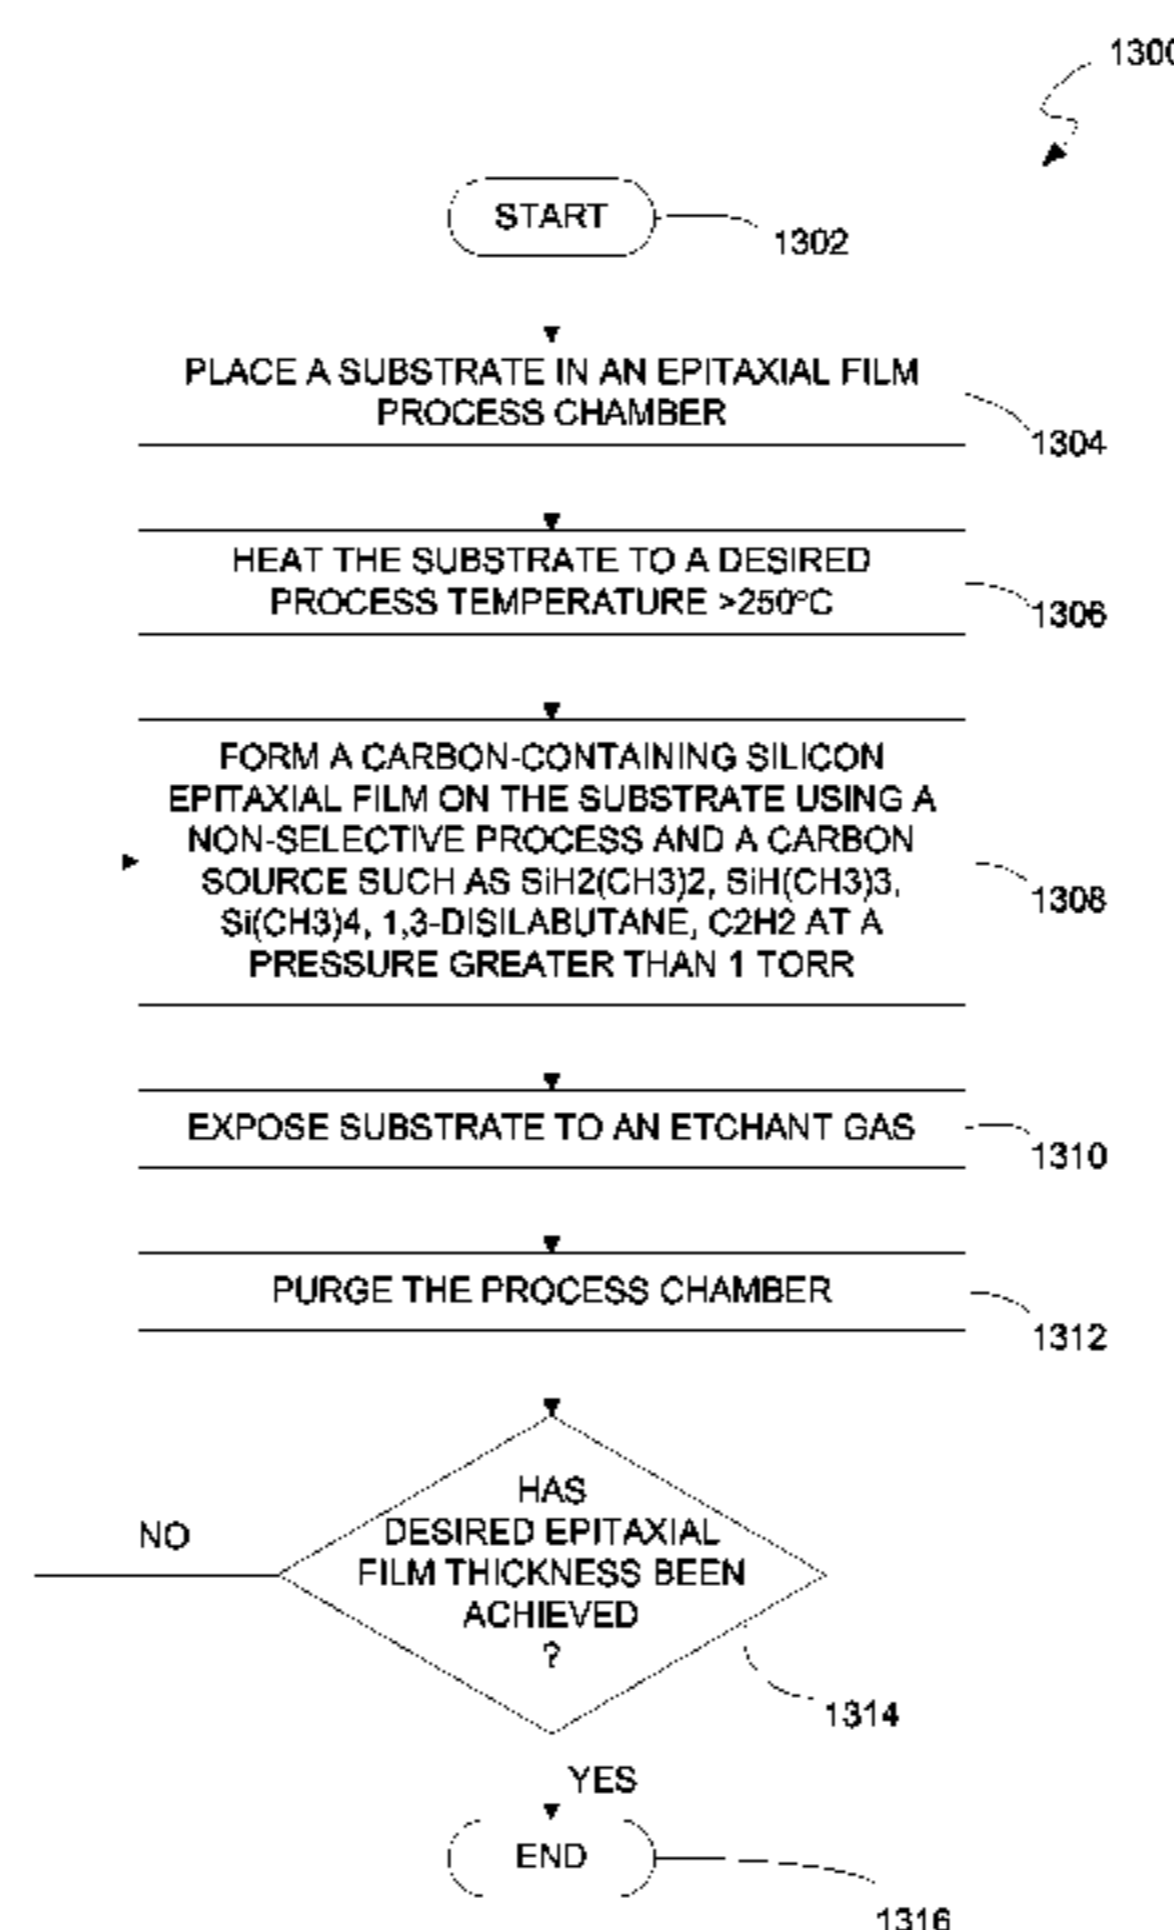 1300
START
1302
PLACE A SUBSTRATE IN AN EPITAXIAL FILM
PROCESS CHAMBER
1304
HEAT THE SUBSTRATE TO A DESIRED
PROCESS TEMPERATURE >250°C
1306
FORM A CARBON-CONTAINING SILICON
EPITAXIAL FILM ON THE SUBSTRATE USING A
NON-SELECTIVE PROCESS AND A CARBON
SOURCE SUCH AS SiH2(CH3)2, SiH(CH3)3,
Si(CH3)4, 1,3-DISILABUTANE, C2H2 AT A
PRESSURE GREATER THAN 1 TORR
1308
EXPOSE SUBSTRATE TO AN ETCHANT GAS
1310
PURGE THE PROCESS CHAMBER
1312
HAS
DESIRED EPITAXIAL
FILM THICKNESS BEEN
ACHIEVED
?
NO
1314
YES
END
1316